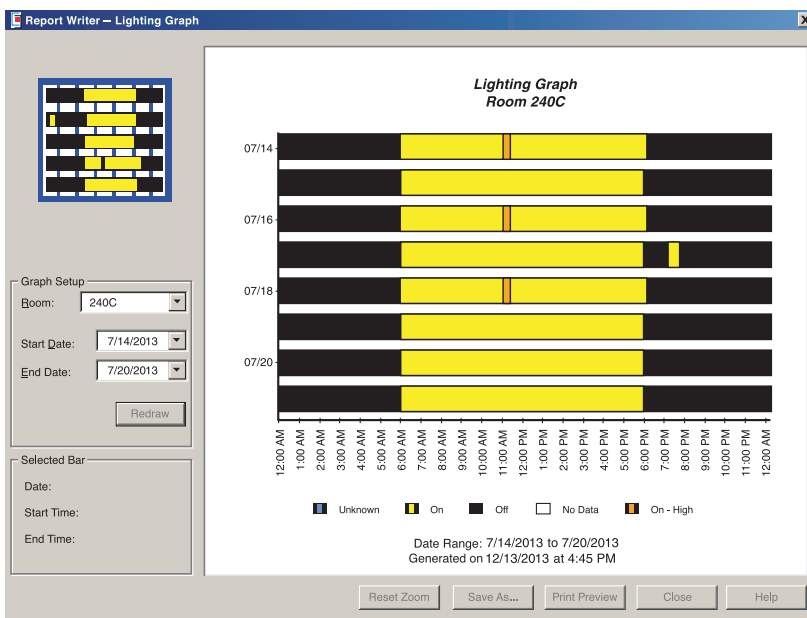 Report Writer – Lighting Graph
Lighting Graph
Room 240C
07/14
07/16
07/18
07/20
12:00 AM
1:00 AM
2:00 AM
3:00 AM
4:00 AM
5:00 AM
6:00 AM
7:00 AM
8:00 AM
9:00 AM
10:00 AM
11:00 AM
12:00 PM
1:00 PM
2:00 PM
3:00 PM
4:00 PM
5:00 PM
6:00 PM
7:00 PM
8:00 PM
9:00 PM
10:00 PM
11:00 PM
12:00 AM
Unknown On Off No Data On - High
Date Range: 7/14/2013 to 7/20/2013
Generated on 12/13/2013 at 4:45 PM
Graph Setup
Room: 240C
Start Date: 7/14/2013
End Date: 7/20/2013
Redraw
Selected Bar
Date:
Start Time:
End Time:
Reset Zoom Save As... Print Preview Close Help